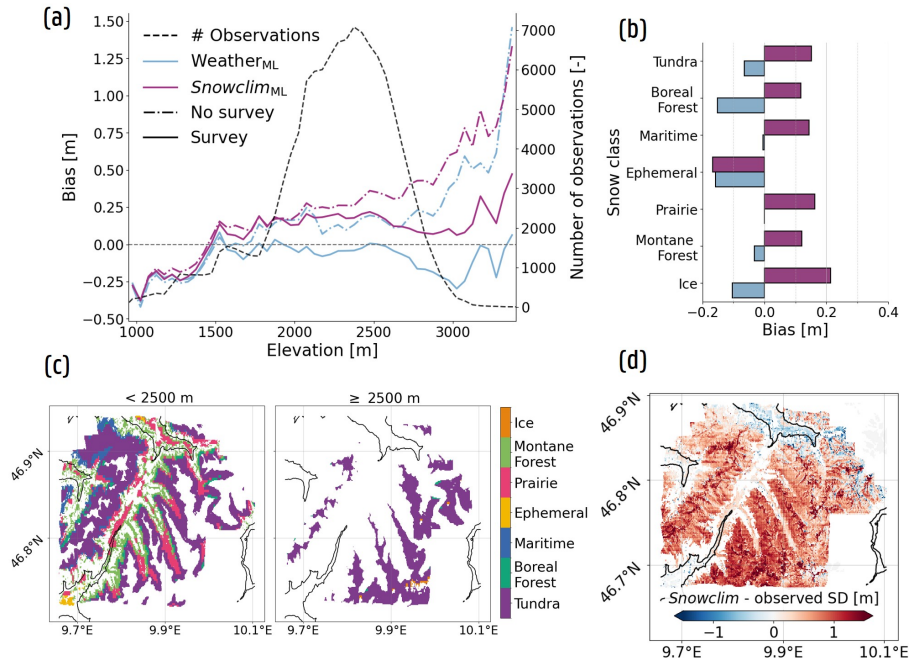 (a)
1.50
1.25
1.00
0.75
0.50
0.25
0.00
−0.25
−0.50
Bias [m]
# Observations
Weather_ML
Snowclim_ML
No survey
Survey
7000
6000
5000
4000
3000
2000
1000
0
Number of observations [-]
1000 1500 2000 2500 3000
Elevation [m]
(b)
Snow class
Tundra
Boreal
Forest
Maritime
Ephemeral
Prairie
Montane
Forest
Ice
−0.2 0.0 0.2 0.4
Bias [m]
(c)
< 2500 m
≥ 2500 m
46.9°N
46.8°N
9.7°E 9.9°E 10.1°E
9.7°E 9.9°E 10.1°E
Ice
Montane
Forest
Prairie
Ephemeral
Maritime
Boreal
Forest
Tundra
(d)
46.9°N
46.8°N
46.7°N
Snowclim - observed SD [m]
−1 0 1
9.7°E 9.9°E 10.1°E